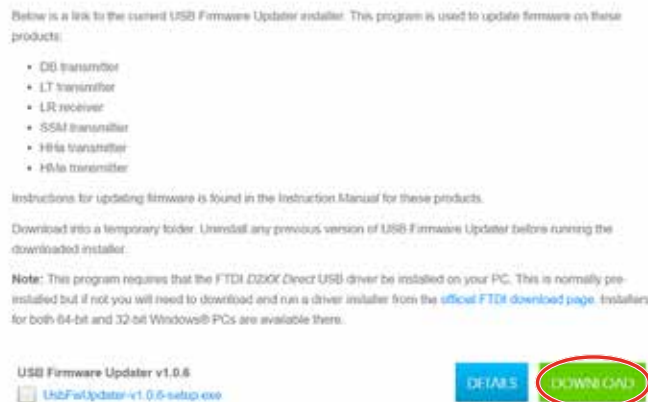 Below is a link to the current USB Firmware Updater installer. This program is used to update firmware on these
products:
• DB transmitter
• LT transmitter
• LR receiver
• SSM transmitter
• HHa transmitter
• HMa transmitter
Instructions for updating firmware is found in the Instruction Manual for these products.
Download into a temporary folder. Uninstall any previous version of USB Firmware Updater before running the
downloaded installer.
Note: This program requires that the FTDI D2XX Direct USB driver be installed on your PC. This is normally pre-
installed but if not you will need to download and run a driver installer from the official FTDI download page. Installers
for both 64-bit and 32-bit Windows® PCs are available there.
USB Firmware Updater v1.0.6
UsbFwUpdater-v1.0.6-setup.exe
DETAILS
DOWNLOAD